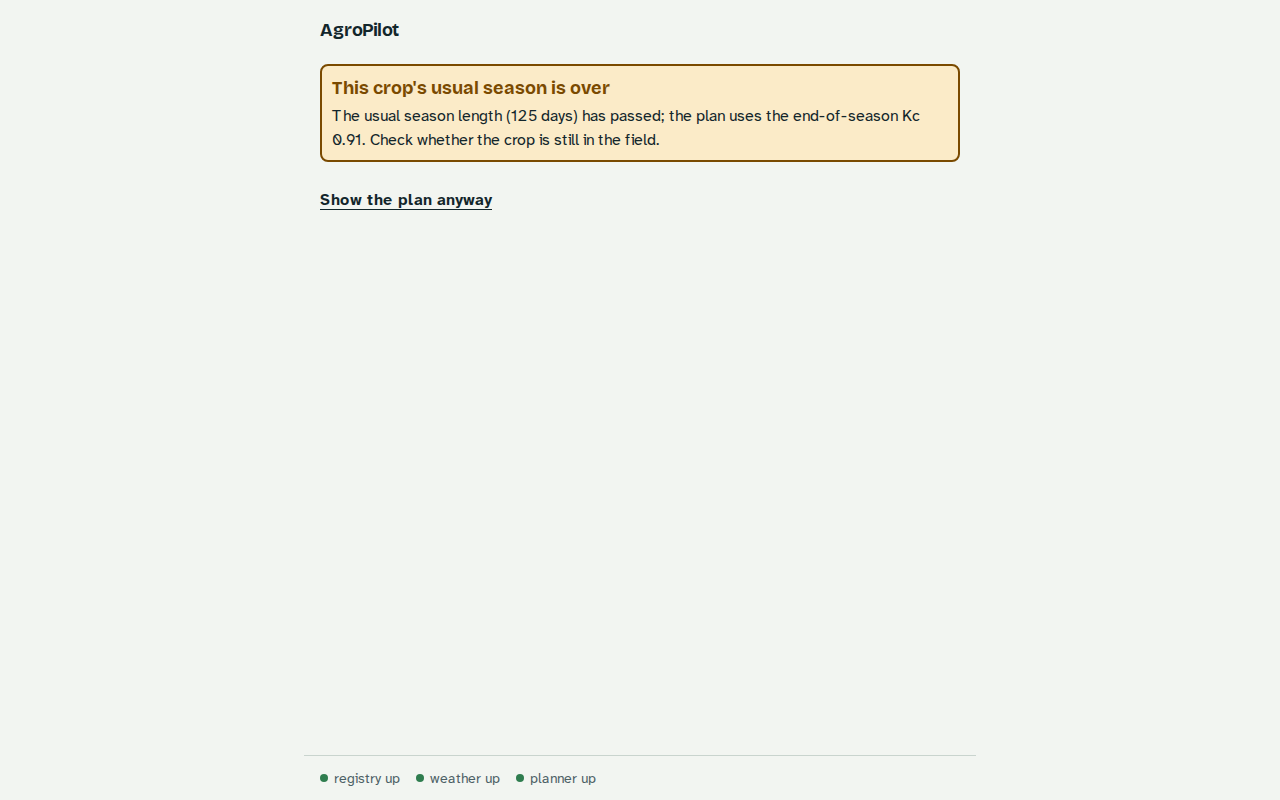 AgroPilot
This crop's usual season is over
The usual season length (125 days) has passed; the plan uses the end-of-season Kc
0.91. Check whether the crop is still in the field.
Show the plan anyway
registry up weather up planner up